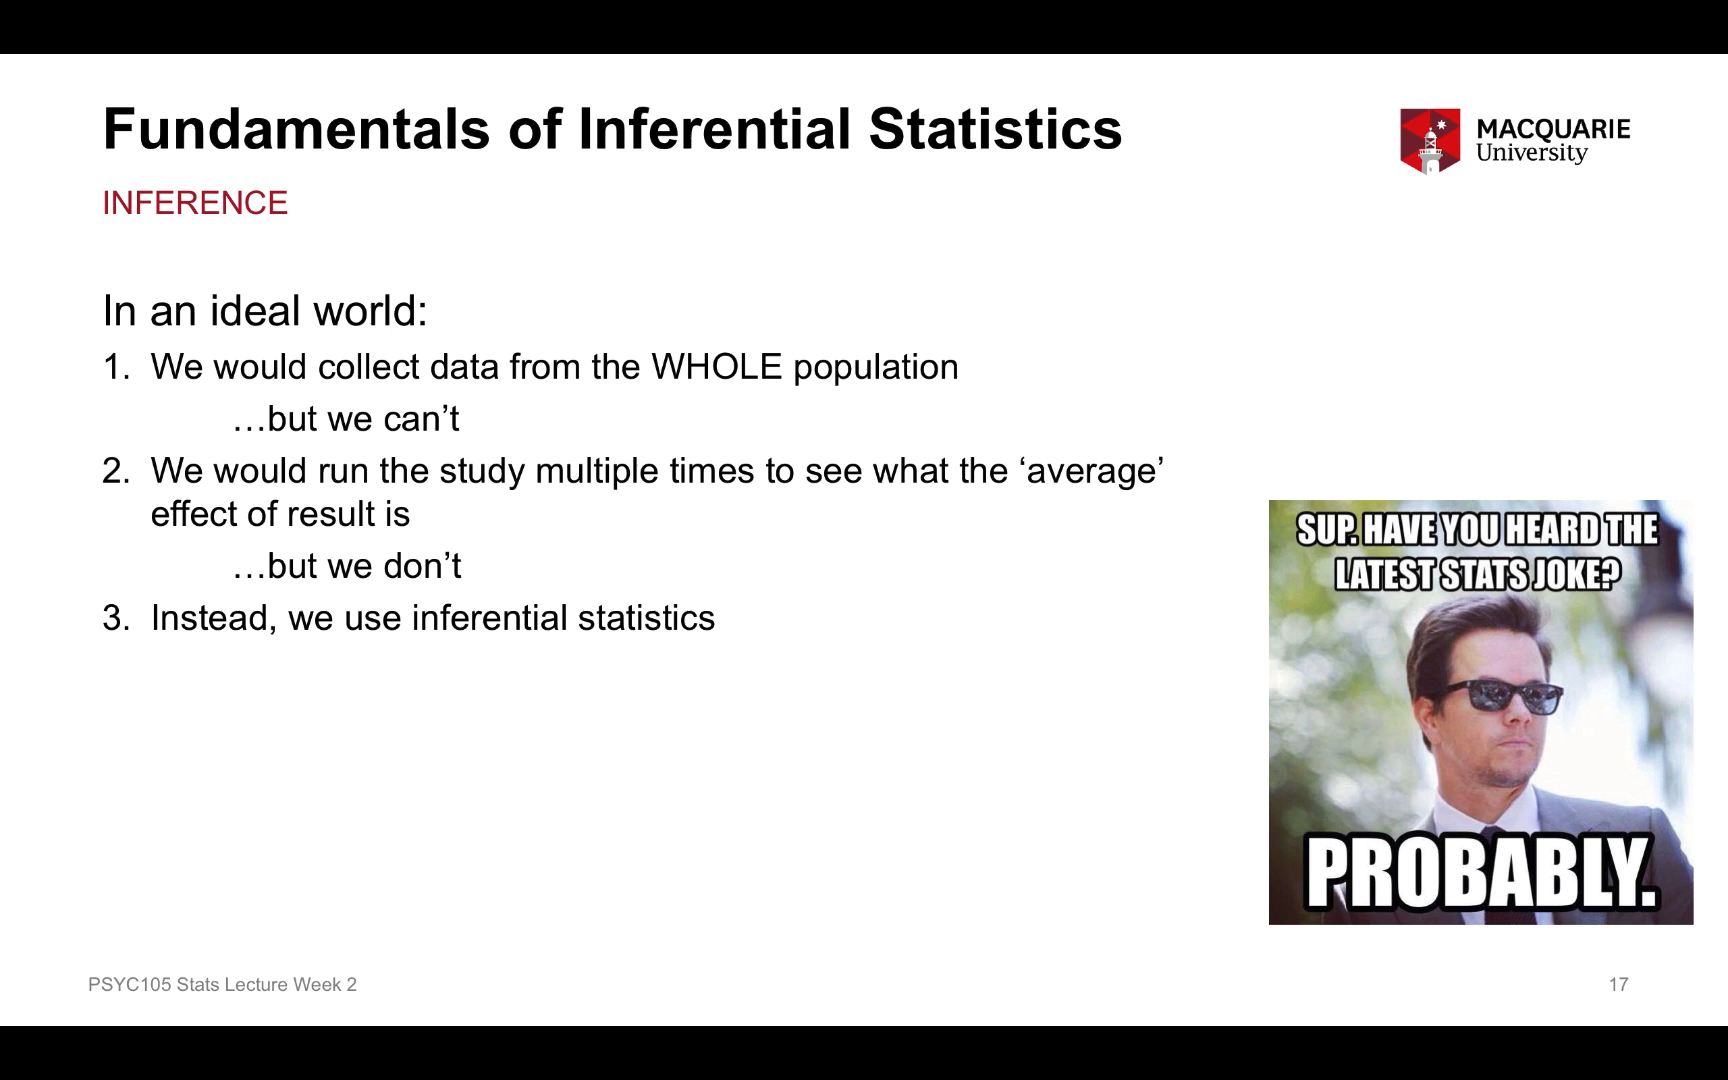 Fundamentals of Inferential Statistics
MACQUARIE
University
INFERENCE
In an ideal world:
1. We would collect data from the WHOLE population
…but we can’t
2. We would run the study multiple times to see what the ‘average’
effect of result is
…but we don’t
3. Instead, we use inferential statistics
SUP. HAVE YOU HEARD THE
LATEST STATS JOKE?
PROBABLY.
PSYC105 Stats Lecture Week 2
17